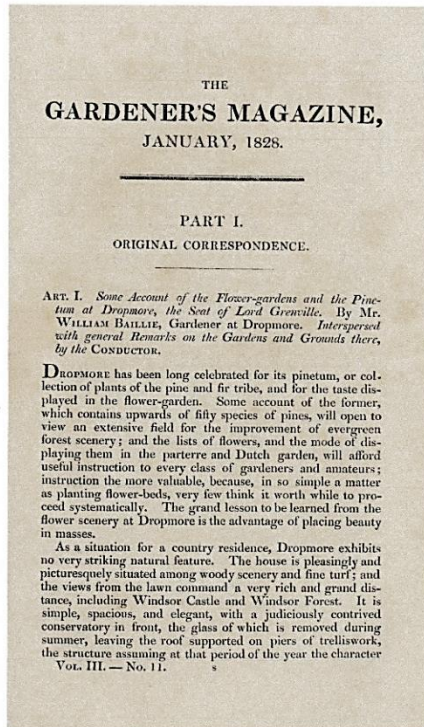 THE
GARDENER'S MAGAZINE,
JANUARY, 1828.
PART I.
ORIGINAL CORRESPONDENCE.
ART. I. Some Account of the Flower-gardens and the Pine-
tum at Dropmore, the Seat of Lord Grenville. By Mr.
WILLIAM BAILLIE, Gardener at Dropmore. Interspersed
with general Remarks on the Gardens and Grounds there,
by the CONDUCTOR.
DROPMORE has been long celebrated for its pinetum, or col-
lection of plants of the pine and fir tribe, and for the taste dis-
played in the flower-garden. Some account of the former,
which contains upwards of fifty species of pines, will open to
view an extensive field for the improvement of evergreen
forest scenery; and the lists of flowers, and the mode of dis-
playing them in the parterre and Dutch garden, will afford
useful instruction to every class of gardeners and amateurs;
instruction the more valuable, because, in so simple a matter
as planting flower-beds, very few think it worth while to pro-
ceed systematically. The grand lesson to be learned from the
flower scenery at Dropmore is the advantage of placing beauty
in masses.
As a situation for a country residence, Dropmore exhibits
no very striking natural feature. The house is pleasingly and
picturesquely situated among woody scenery and fine turf; and
the views from the lawn command a very rich and grand dis-
tance, including Windsor Castle and Windsor Forest. It is
simple, spacious, and elegant, with a judiciously contrived
conservatory in front, the glass of which is removed during
summer, leaving the roof supported on piers of trelliswork,
the structure assuming at that period of the year the character
VOL. III. — No. 11. s